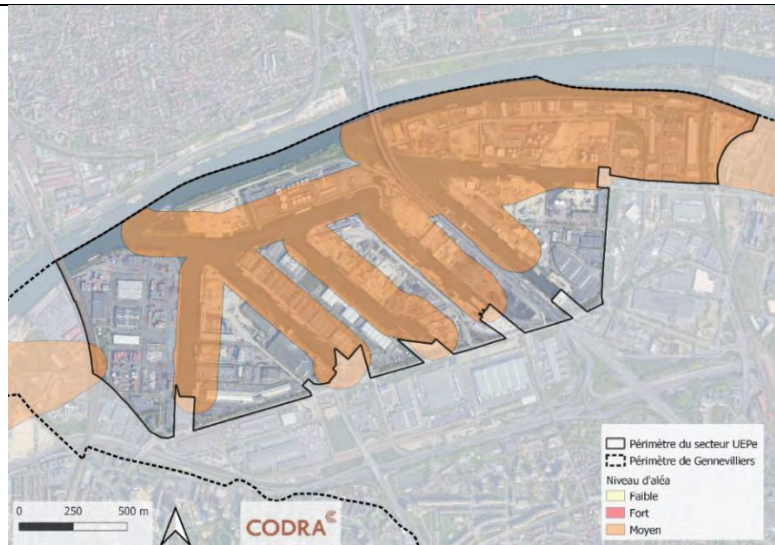 Périmètre du secteur UEPe
Périmètre de Gennevilliers
Niveau d'aléa
Faible
Fort
Moyen
0 250 500 m
CODRA